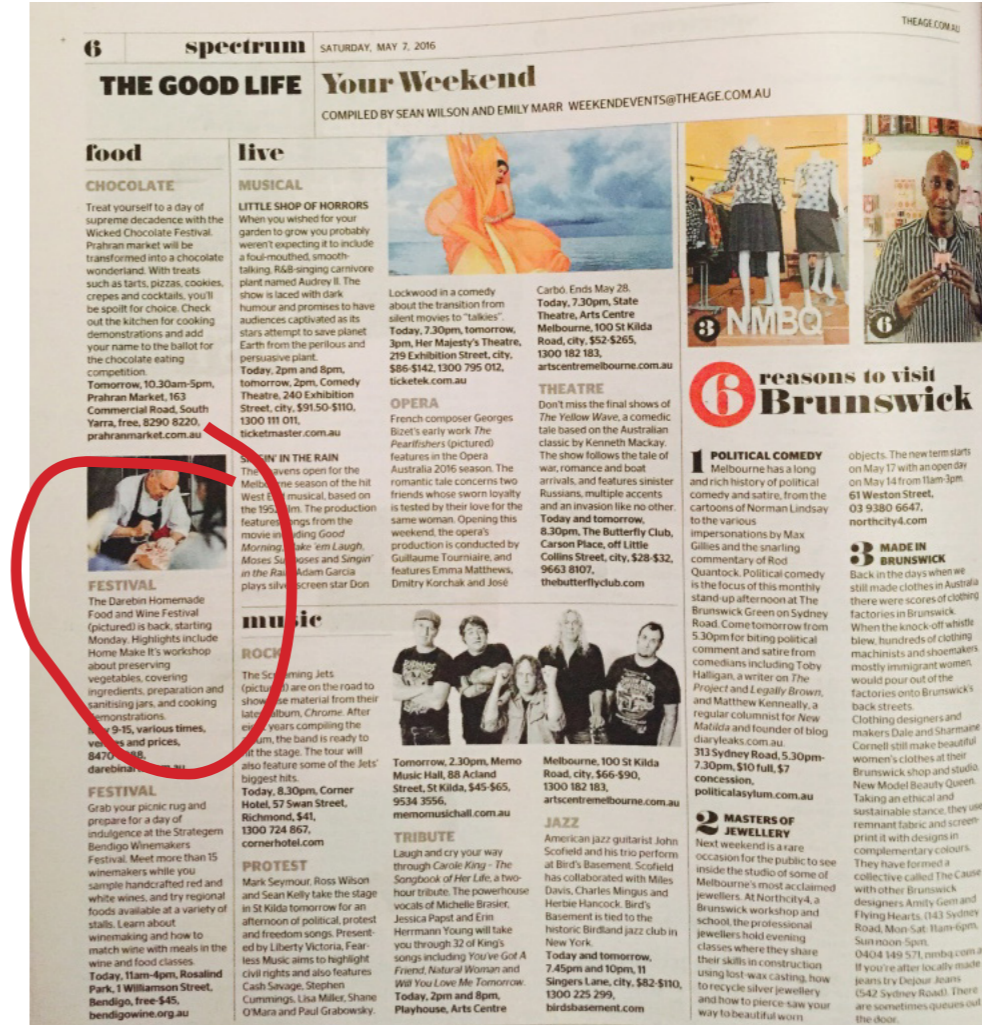 THEAGE.COM.AU
6 spectrum SATURDAY, MAY 7, 2016
THE GOOD LIFE Your Weekend
COMPILED BY SEAN WILSON AND EMILY MARR WEEKENDEVENTS@THEAGE.COM.AU
food
CHOCOLATE
Treat yourself to a day of
supreme decadence with the
Wicked Chocolate Festival.
Prahran market will be
transformed into a chocolate
wonderland. With treats
such as tarts, pizzas, cookies,
crepes and cocktails, you'll
be spoilt for choice. Check
out the kitchen for cooking
demonstrations and add
your name to the ballot for
the chocolate eating
competition.
Tomorrow, 10.30am-5pm,
Prahran Market, 163
Commercial Road, South
Yarra, free, 8290 8220,
prahranmarket.com.au
FESTIVAL
The Darebin Homemade
Food and Wine Festival
(pictured) is back, starting
Monday. Highlights include
Home Make It's workshop
about preserving
vegetables, covering
ingredients, preparation and
sanitising jars, and cooking
demonstrations.
9-15, various times,
and prices,
8470
FESTIVAL
Grab your picnic rug and
prepare for a day of
indulgence at the Strategem
Bendigo Winemakers
Festival. Meet more than 15
winemakers while you
sample handcrafted red and
white wines, and try regional
foods available at a variety of
stalls. Learn about
winemaking and how to
match wine with meals in the
wine and food classes.
Today, 11am-4pm, Rosalind
Park, 1 Williamson Street,
Bendigo, free-$45,
bendigowine.org.au
live
MUSICAL
LITTLE SHOP OF HORRORS
When you wished for your
garden to grow you probably
weren't expecting it to include
a foul-mouthed, smooth-
talking, R&B-singing carnivore
plant named Audrey II. The
show is laced with dark
humour and promises to have
audiences captivated as its
stars attempt to save planet
Earth from the perilous and
persuasive plant.
Today, 2pm and 8pm,
tomorrow, 2pm, Comedy
Theatre, 240 Exhibition
Street, city, $91.50-$110,
1300 111 011,
ticketmaster.com.au
IN THE RAIN
The heavens open for the
Melbourne season of the hit
West End musical, based on
the 1952 film. The production
features songs from the
movie including Good
Morning, Make 'em Laugh,
Moses Supposes and Singin'
in the Rain. Adam Garcia
plays silver screen star Don
Lockwood in a comedy
about the transition from
silent movies to "talkies".
Today, 7.30pm, tomorrow,
3pm, Her Majesty's Theatre,
219 Exhibition Street, city,
$86-$142, 1300 795 012,
ticketek.com.au
OPERA
French composer Georges
Bizet's early work The
Pearlfishers (pictured)
features in the Opera
Australia 2016 season. The
romantic tale concerns two
friends whose sworn loyalty
is tested by their love for the
same woman. Opening this
weekend, the opera's
production is conducted by
Guillaume Tourniaire, and
features Emma Matthews,
Dmitry Korchak and José
Carbó. Ends May 28.
Today, 7.30pm, State
Theatre, Arts Centre
Melbourne, 100 St Kilda
Road, city, $52-$265,
1300 182 183,
artscentremelbourne.com.au
THEATRE
Don't miss the final shows of
The Yellow Wave, a comedic
tale based on the Australian
classic by Kenneth Mackay.
The show follows the tale of
war, romance and boat
arrivals, and features sinister
Russians, multiple accents
and an invasion like no other.
Today and tomorrow,
8.30pm, The Butterfly Club,
Carson Place, off Little
Collins Street, city, $28-$32,
9663 8107,
thebutterflyclub.com
music
ROCK
The Screaming Jets
(pictured) are on the road to
showcase material from their
latest album, Chrome. After
years compiling the
album, the band is ready to
hit the stage. The tour will
also feature some of the Jets'
biggest hits.
Today, 8.30pm, Corner
Hotel, 57 Swan Street,
Richmond, $41,
1300 724 867,
cornerhotel.com
PROTEST
Mark Seymour, Ross Wilson
and Sean Kelly take the stage
in St Kilda tomorrow for an
afternoon of political, protest
and freedom songs. Present-
ed by Liberty Victoria, Fear-
less Music aims to highlight
civil rights and also features
Cash Savage, Stephen
Cummings, Lisa Miller, Shane
O'Mara and Paul Grabowsky.
Tomorrow, 2.30pm, Memo
Music Hall, 88 Acland
Street, St Kilda, $45-$65,
9534 3556,
memomusichall.com.au
TRIBUTE
Laugh and cry your way
through Carole King - The
Songbook of Her Life, a two-
hour tribute. The powerhouse
vocals of Michelle Brasier,
Jessica Papst and Erin
Herrmann Young will take
you through 32 of King's
songs including You've Got A
Friend, Natural Woman and
Will You Love Me Tomorrow.
Today, 2pm and 8pm,
Playhouse, Arts Centre
Melbourne, 100 St Kilda
Road, city, $66-$90,
1300 182 183,
artscentremelbourne.com.au
JAZZ
American jazz guitarist John
Scofield and his trio perform
at Bird's Basement. Scofield
has collaborated with Miles
Davis, Charles Mingus and
Herbie Hancock. Bird's
Basement is tied to the
historic Birdland jazz club in
New York.
Today and tomorrow,
7.45pm and 10pm, 11
Singers Lane, city, $82-$110,
1300 225 299,
birdsbasement.com
3 NMBQ
6
6 reasons to visit
Brunswick
1 POLITICAL COMEDY
Melbourne has a long
and rich history of political
comedy and satire, from the
cartoons of Norman Lindsay
to the various
impersonations by Max
Gillies and the snarling
commentary of Rod
Quantock. Political comedy
is the focus of this monthly
stand-up afternoon at The
Brunswick Green on Sydney
Road. Come tomorrow from
5.30pm for biting political
comment and satire from
comedians including Toby
Halligan, a writer on The
Project and Legally Brown,
and Matthew Kenneally, a
regular columnist for New
Matilda and founder of blog
diaryleaks.com.au.
313 Sydney Road, 5.30pm-
7.30pm, $10 full, $7
concession,
politicalasylum.com.au
2 MASTERS OF
JEWELLERY
Next weekend is a rare
occasion for the public to see
inside the studio of some of
Melbourne's most acclaimed
jewellers. At Northcity4, a
Brunswick workshop and
school, the professional
jewellers hold evening
classes where they share
their skills in construction
using lost-wax casting, how
to recycle silver jewellery
and how to pierce-saw your
way to beautiful worn
objects. The new term starts
on May 17 with an open day
on May 14 from 11am-3pm.
61 Weston Street,
03 9380 6647,
northcity4.com
3 MADE IN
BRUNSWICK
Back in the days when we
still made clothes in Australia
there were scores of clothing
factories in Brunswick.
When the knock-off whistle
blew, hundreds of clothing
machinists and shoemakers,
mostly immigrant women,
would pour out of the
factories onto Brunswick's
back streets.
Clothing designers and
makers Dale and Sharmaine
Cornell still make beautiful
women's clothes at their
Brunswick shop and studio,
New Model Beauty Queen.
Taking an ethical and
sustainable stance, they use
remnant fabric and screen-
print it with designs in
complementary colours.
They have formed a
collective called The Cause
with other Brunswick
designers Amily Gem and
Flying Hearts. (143 Sydney
Road, Mon-Sat: 11am-6pm,
Sun noon-5pm,
0404 149 571, nmbq.com.a
If you're after locally made
jeans try Dejour Jeans
(542 Sydney Road). There
are sometimes queues out
the door.